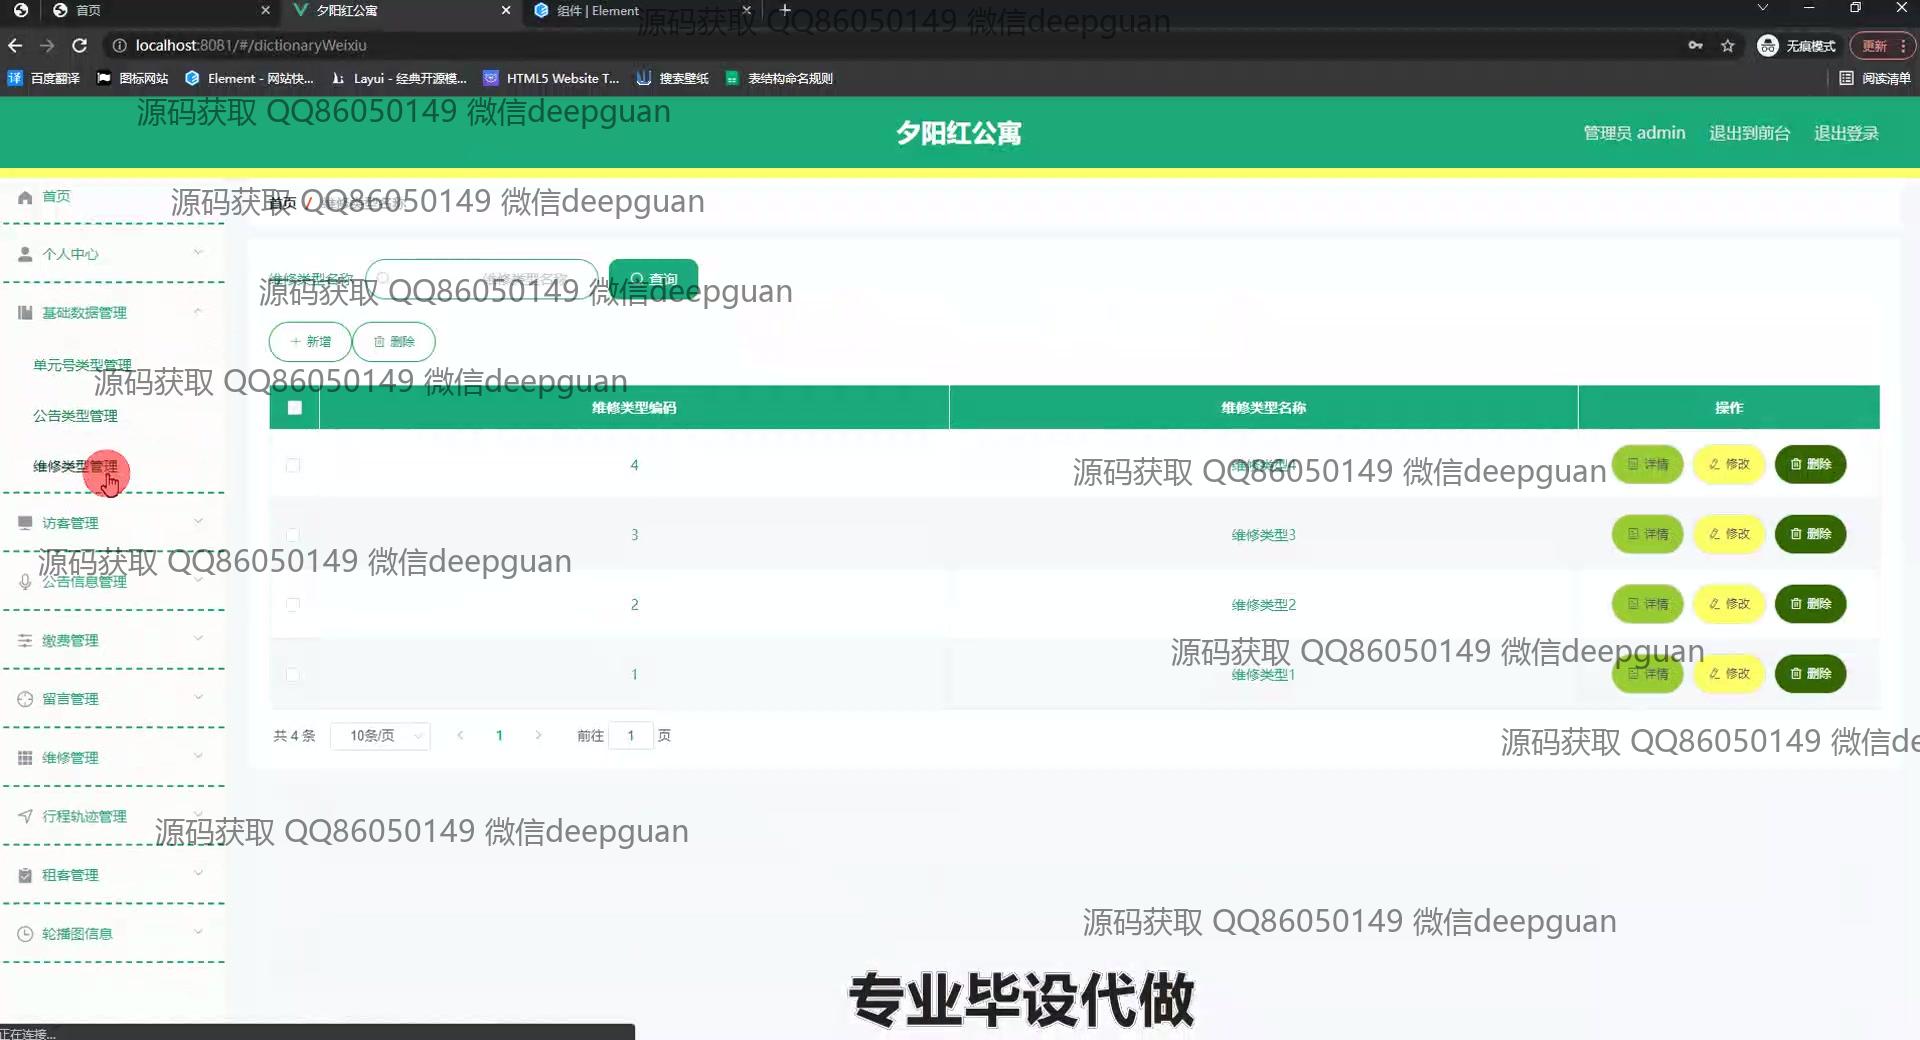 首页
夕阳红公寓
组件 | Element
源码获取 QQ86050149 微信deepguan
localhost:8081/#/dictionaryWeixiu
无痕模式
更新
百度翻译
图标网站
Element - 网站快...
Layui - 经典开源模...
HTML5 Website T...
搜索壁纸
表结构命名规则
阅读清单
源码获取 QQ86050149 微信deepguan
夕阳红公寓
管理员 admin
退出到前台
退出登录
首页
源码获取 QQ86050149 微信deepguan
首页 / 维修类型名称
个人中心
维修类型名称
维修类型名称
查询
源码获取 QQ86050149 微信deepguan
基础数据管理
新增
删除
单元号类型管理
源码获取 QQ86050149 微信deepguan
公告类型管理
维修类型编码
维修类型名称
操作
维修类型管理
4
维修类型4
详情
修改
删除
源码获取 QQ86050149 微信deepguan
访客管理
3
维修类型3
详情
修改
删除
源码获取 QQ86050149 微信deepguan
公告信息管理
2
维修类型2
详情
修改
删除
缴费管理
源码获取 QQ86050149 微信deepguan
1
维修类型1
详情
修改
删除
留言管理
共 4 条
10条/页
1
前往 1 页
源码获取 QQ86050149 微信de
维修管理
行程轨迹管理
源码获取 QQ86050149 微信deepguan
租客管理
源码获取 QQ86050149 微信deepguan
轮播图信息
专业毕设代做
正在连接...